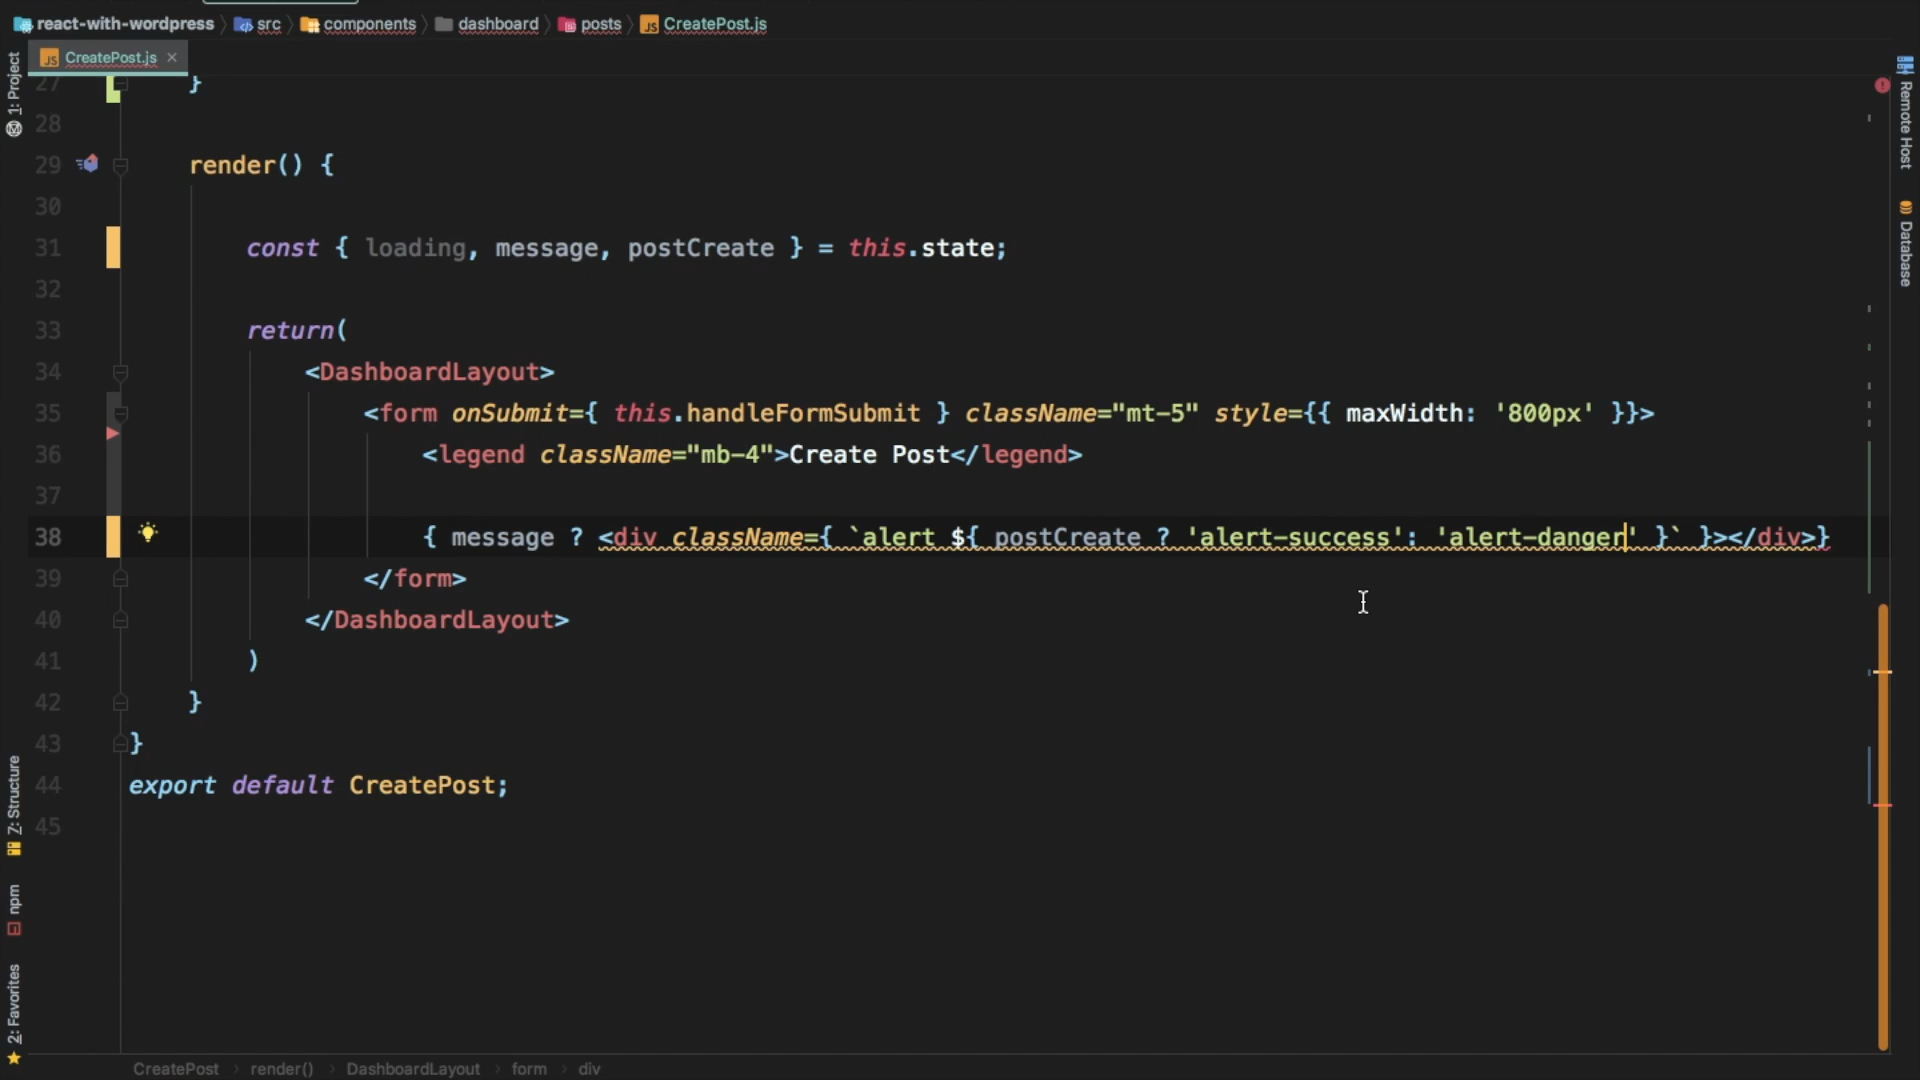 react-with-wordpress src components dashboard posts CreatePost.js
CreatePost.js
1: Project
Remote Host
Database
27 }
28
29 render() {
30
31 const { loading, message, postCreate } = this.state;
32
33 return(
34 <DashboardLayout>
35 <form onSubmit={ this.handleFormSubmit } className="mt-5" style={{ maxWidth: '800px' }}>
36 <legend className="mb-4">Create Post</legend>
37
38 { message ? <div className={ `alert ${ postCreate ? 'alert-success': 'alert-danger' }` }></div>}
39 </form>
40 </DashboardLayout>
41 )
42 }
43 }
44 export default CreatePost;
45
Z: Structure
npm
2: Favorites
CreatePost › render() › DashboardLayout › form › div